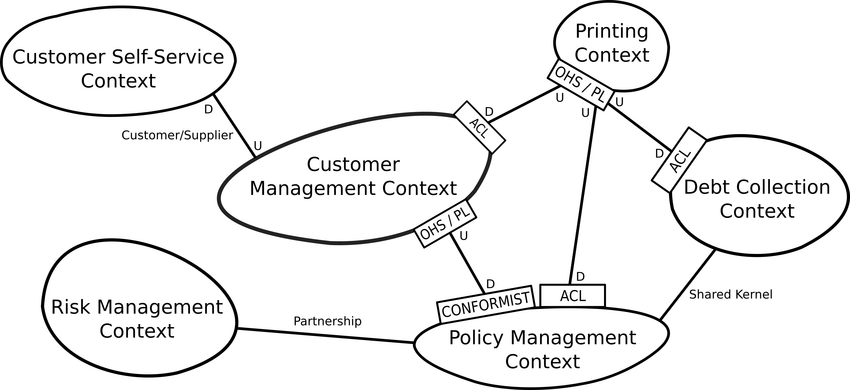 Customer Self-Service
Context
D
Customer/Supplier
U
Printing
Context
OHS / PL
U
U
U
D
ACL
Customer
Management Context
OHS / PL
U
D
ACL
Debt Collection
Context
D
CONFORMIST
D
ACL
Shared Kernel
Risk Management
Context
Partnership
Policy Management
Context